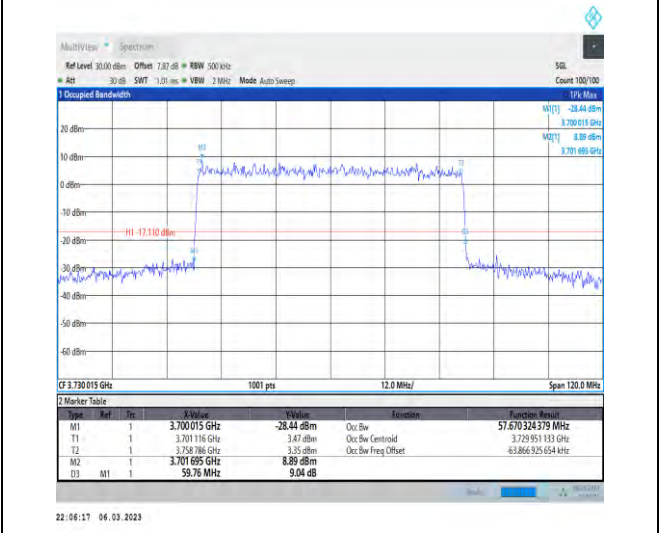 MultiView Spectrum
Ref Level 30.00 dBm Offset 7.87 dB RBW 500 kHz SGL
Att 30 dB SWT 1.01 ms VBW 2 MHz Mode Auto Sweep Count 100/100
1 Occupied Bandwidth 1Pk Max
M1[1] -28.44 dBm
3.700 015 GHz
M2[1] 8.89 dBm
3.701 695 GHz
20 dBm
M2
10 dBm
T1 T2
0 dBm
-10 dBm
H1 -17.110 dBm
-20 dBm
D3
M1
-30 dBm
-40 dBm
-50 dBm
-60 dBm
CF 3.730 015 GHz 1001 pts 12.0 MHz/ Span 120.0 MHz
2 Marker Table
Type Ref Trc X-Value Y-Value Function Function Result
M1 1 3.700 015 GHz -28.44 dBm Occ Bw 57.670 324 379 MHz
T1 1 3.701 116 GHz 3.47 dBm Occ Bw Centroid 3.729 951 133 GHz
T2 1 3.758 786 GHz 3.35 dBm Occ Bw Freq Offset -63.866 925 654 kHz
M2 1 3.701 695 GHz 8.89 dBm
D3 M1 1 59.76 MHz 9.04 dB
Ready
22:06:17 06.03.2023